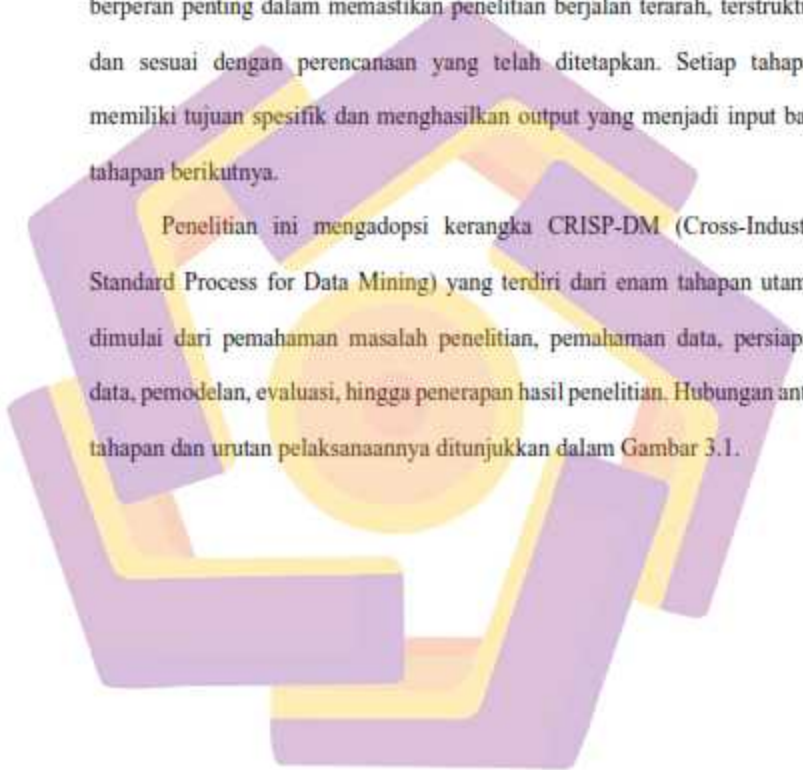 berperan penting dalam memastikan penelitian berjalan terarah, terstrukt
dan sesuai dengan perencanaan yang telah ditetapkan. Setiap tahap
memiliki tujuan spesifik dan menghasilkan output yang menjadi input ba
tahapan berikutnya.
Penelitian ini mengadopsi kerangka CRISP-DM (Cross-Indust
Standard Process for Data Mining) yang terdiri dari enam tahapan utam
dimulai dari pemahaman masalah penelitian, pemahaman data, persiap
data, pemodelan, evaluasi, hingga penerapan hasil penelitian. Hubungan ant
tahapan dan urutan pelaksanaannya ditunjukkan dalam Gambar 3.1.